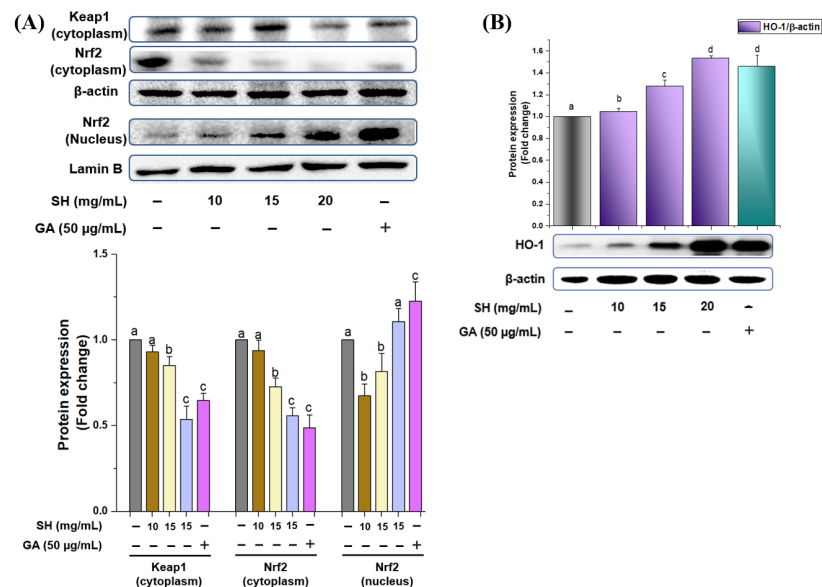 (A)
Keap1
(cytoplasm)
Nrf2
(cytoplasm)
β-actin
Nrf2
(Nucleus)
Lamin B
SH (mg/mL) – 10 15 20 –
GA (50 µg/mL) – – – – +
Protein expression
(Fold change)
1.5
1.0
0.5
0.0
a a b c c
a a b c c
a b b a c
SH (mg/mL) – 10 15 15 – – 10 15 15 – – 10 15 15 –
GA (50 µg/mL) – – – – + – – – – + – – – – +
Keap1 Nrf2 Nrf2
(cytoplasm) (cytoplasm) (nucleus)
(B)
HO-1/β-actin
Protein expression
(Fold change)
1.6
1.4
1.2
1.0
0.8
0.6
0.4
0.2
0.0
a b c d d
HO-1
β-actin
SH (mg/mL) – 10 15 20 –
GA (50 µg/mL) – – – – +